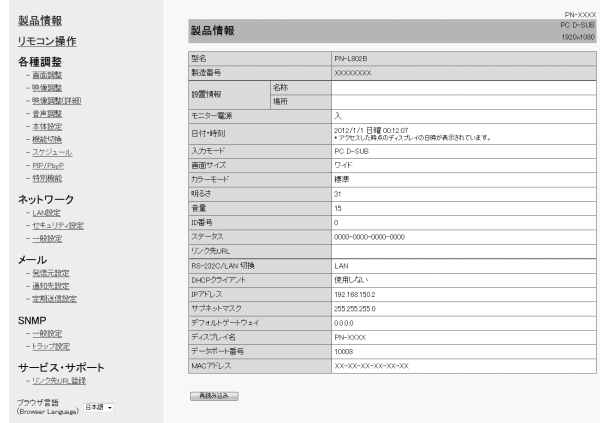 製品情報
リモコン操作
各種調整
- 画面調整
- 映像調整
- 映像調整(詳細)
- 音声調整
- 本体設定
- 機能切換
- スケジュール
- PIP/PbyP
- 特別機能
ネットワーク
- LAN設定
- セキュリティ設定
- 一般設定
メール
- 発信元設定
- 通知先設定
- 定期送信設定
SNMP
- 一般設定
- トラップ設定
サービス・サポート
- リンク先URL登録
ブラウザ言語
(Browser Language) 日本語
PN-XXXX
製品情報
PC D-SUB
1920x1080
型名 PN-L802B
製造番号 XXXXXXXX
設置情報 名称
場所
モニター電源 入
日付・時刻 2012/1/1 日曜 00:12:07
* アクセスした時点のディスプレイの日時が表示されています。
入力モード PC D-SUB
画面サイズ ワイド
カラーモード 標準
明るさ 31
音量 15
ID番号 0
ステータス 0000-0000-0000-0000
リンク先URL
RS-232C/LAN 切換 LAN
DHCPクライアント 使用しない
IPアドレス 192.168.150.2
サブネットマスク 255.255.255.0
デフォルトゲートウェイ 0.0.0.0
ディスプレイ名 PN-XXXX
データポート番号 10008
MACアドレス XX-XX-XX-XX-XX-XX
再読み込み